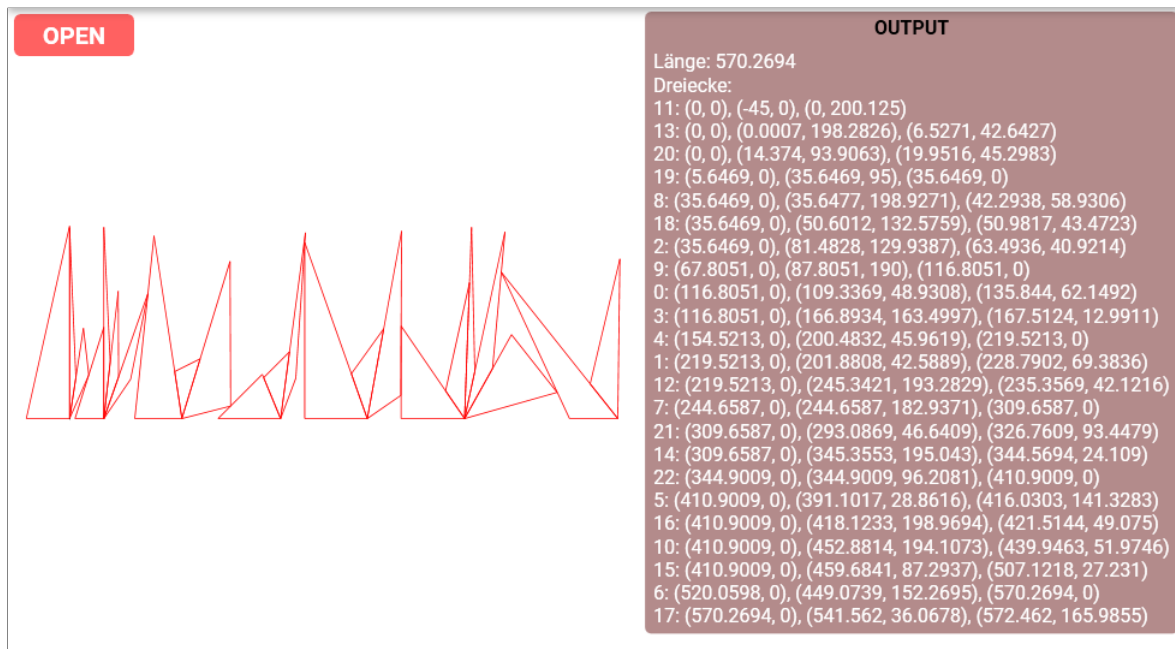 OPEN
OUTPUT
Länge: 570.2694
Dreiecke:
11: (0, 0), (-45, 0), (0, 200.125)
13: (0, 0), (0.0007, 198.2826), (6.5271, 42.6427)
20: (0, 0), (14.374, 93.9063), (19.9516, 45.2983)
19: (5.6469, 0), (35.6469, 95), (35.6469, 0)
8: (35.6469, 0), (35.6477, 198.9271), (42.2938, 58.9306)
18: (35.6469, 0), (50.6012, 132.5759), (50.9817, 43.4723)
2: (35.6469, 0), (81.4828, 129.9387), (63.4936, 40.9214)
9: (67.8051, 0), (87.8051, 190), (116.8051, 0)
0: (116.8051, 0), (109.3369, 48.9308), (135.844, 62.1492)
3: (116.8051, 0), (166.8934, 163.4997), (167.5124, 12.9911)
4: (154.5213, 0), (200.4832, 45.9619), (219.5213, 0)
1: (219.5213, 0), (201.8808, 42.5889), (228.7902, 69.3836)
12: (219.5213, 0), (245.3421, 193.2829), (235.3569, 42.1216)
7: (244.6587, 0), (244.6587, 182.9371), (309.6587, 0)
21: (309.6587, 0), (293.0869, 46.6409), (326.7609, 93.4479)
14: (309.6587, 0), (345.3553, 195.043), (344.5694, 24.109)
22: (344.9009, 0), (344.9009, 96.2081), (410.9009, 0)
5: (410.9009, 0), (391.1017, 28.8616), (416.0303, 141.3283)
16: (410.9009, 0), (418.1233, 198.9694), (421.5144, 49.075)
10: (410.9009, 0), (452.8814, 194.1073), (439.9463, 51.9746)
15: (410.9009, 0), (459.6841, 87.2937), (507.1218, 27.231)
6: (520.0598, 0), (449.0739, 152.2695), (570.2694, 0)
17: (570.2694, 0), (541.562, 36.0678), (572.462, 165.9855)